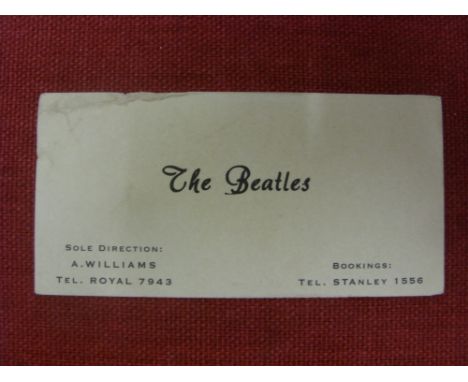 The Beatles
SOLE DIRECTION:
A. WILLIAMS
TEL. ROYAL 7943
BOOKINGS:
TEL. STANLEY 1556